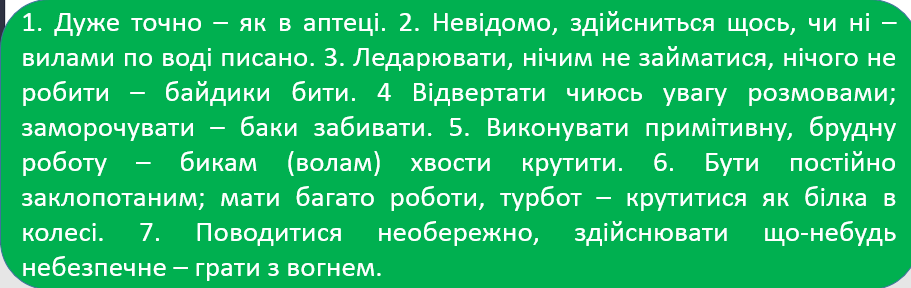 1. Дуже точно – як в аптеці. 2. Невідомо, здійсниться щось, чи ні –
вилами по воді писано. 3. Ледарювати, нічим не займатися, нічого не
робити – байдики бити. 4 Відвертати чиюсь увагу розмовами;
заморочувати – баки забивати. 5. Виконувати примітивну, брудну
роботу – бикам (волам) хвости крутити. 6. Бути постійно
заклопотаним; мати багато роботи, турбот – крутитися як білка в
колесі. 7. Поводитися необережно, здійснювати що-небудь
небезпечне – грати з вогнем.